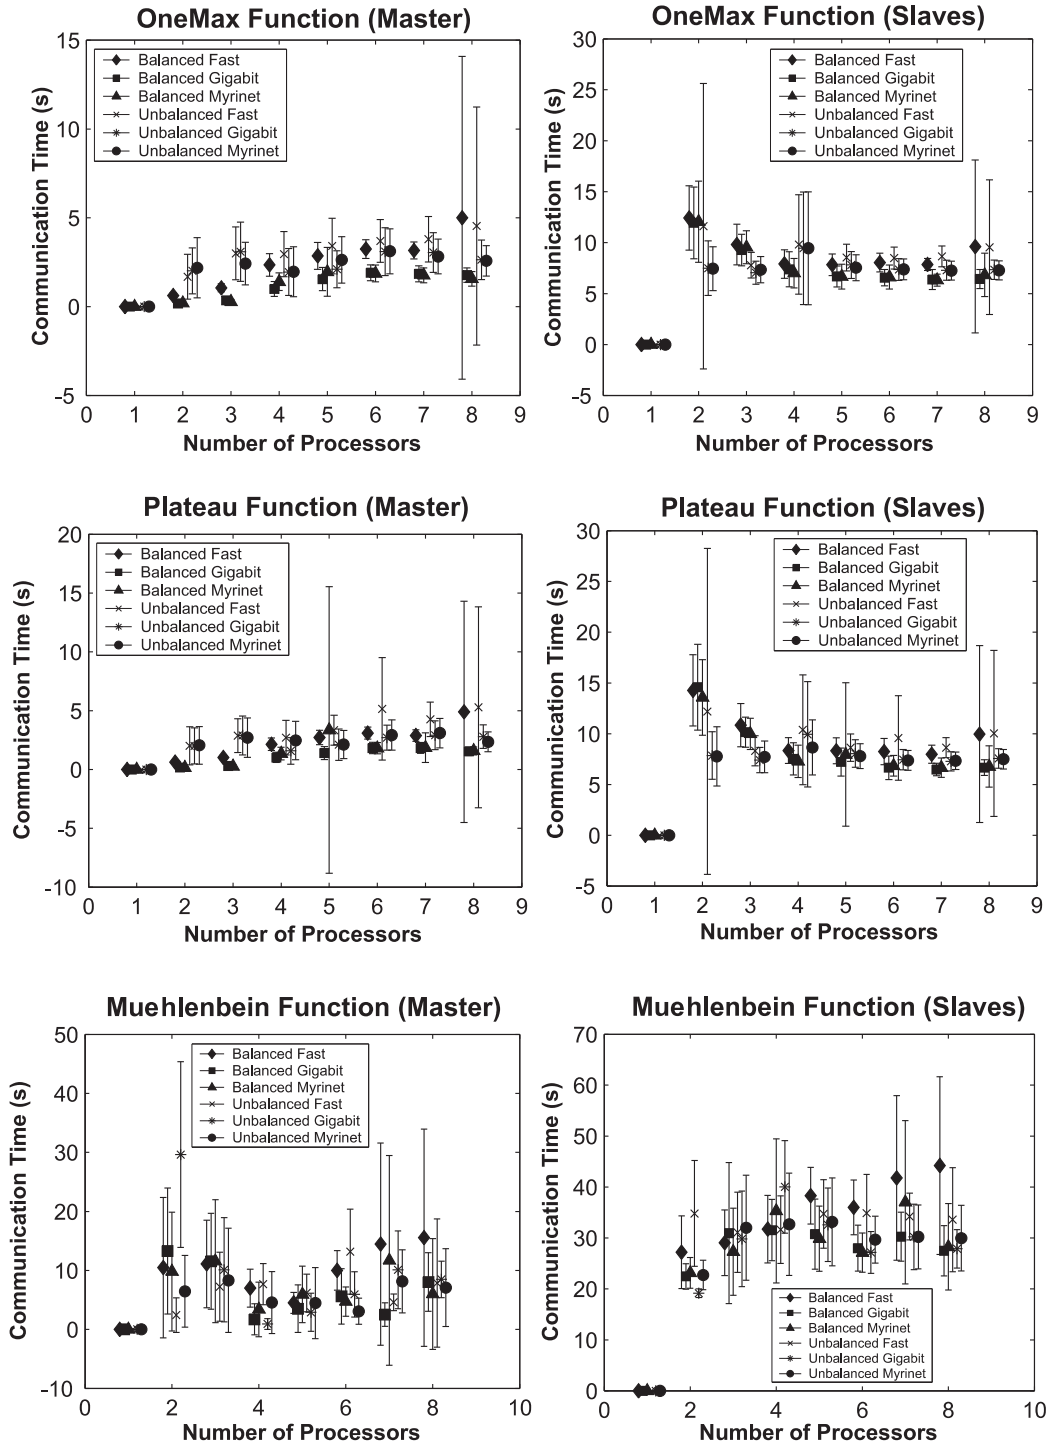 OneMax Function (Master)
Communication Time (s)
15
10
5
0
-5
Balanced Fast
Balanced Gigabit
Balanced Myrinet
Unbalanced Fast
Unbalanced Gigabit
Unbalanced Myrinet
0 1 2 3 4 5 6 7 8 9
Number of Processors
OneMax Function (Slaves)
Communication Time (s)
30
25
20
15
10
5
0
-5
Balanced Fast
Balanced Gigabit
Balanced Myrinet
Unbalanced Fast
Unbalanced Gigabit
Unbalanced Myrinet
0 1 2 3 4 5 6 7 8 9
Number of Processors
Plateau Function (Master)
Communication Time (s)
20
15
10
5
0
-5
-10
Balanced Fast
Balanced Gigabit
Balanced Myrinet
Unbalanced Fast
Unbalanced Gigabit
Unbalanced Myrinet
0 1 2 3 4 5 6 7 8 9
Number of Processors
Plateau Function (Slaves)
Communication Time (s)
30
25
20
15
10
5
0
-5
Balanced Fast
Balanced Gigabit
Balanced Myrinet
Unbalanced Fast
Unbalanced Gigabit
Unbalanced Myrinet
0 1 2 3 4 5 6 7 8 9
Number of Processors
Muehlenbein Function (Master)
Communication Time (s)
50
40
30
20
10
0
-10
Balanced Fast
Balanced Gigabit
Balanced Myrinet
Unbalanced Fast
Unbalanced Gigabit
Unbalanced Myrinet
0 2 4 6 8 10
Number of Processors
Muehlenbein Function (Slaves)
Communication Time (s)
70
60
50
40
30
20
10
0
Balanced Fast
Balanced Gigabit
Balanced Myrinet
Unbalanced Fast
Unbalanced Gigabit
Unbalanced Myrinet
0 2 4 6 8 10
Number of Processors